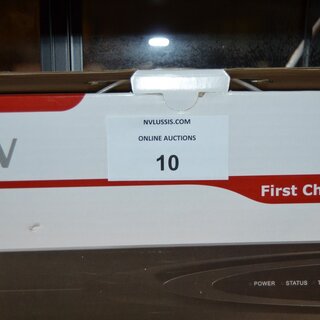 NVLUSSIS.COM
ONLINE AUCTIONS
10
First Ch
POWER STATUS